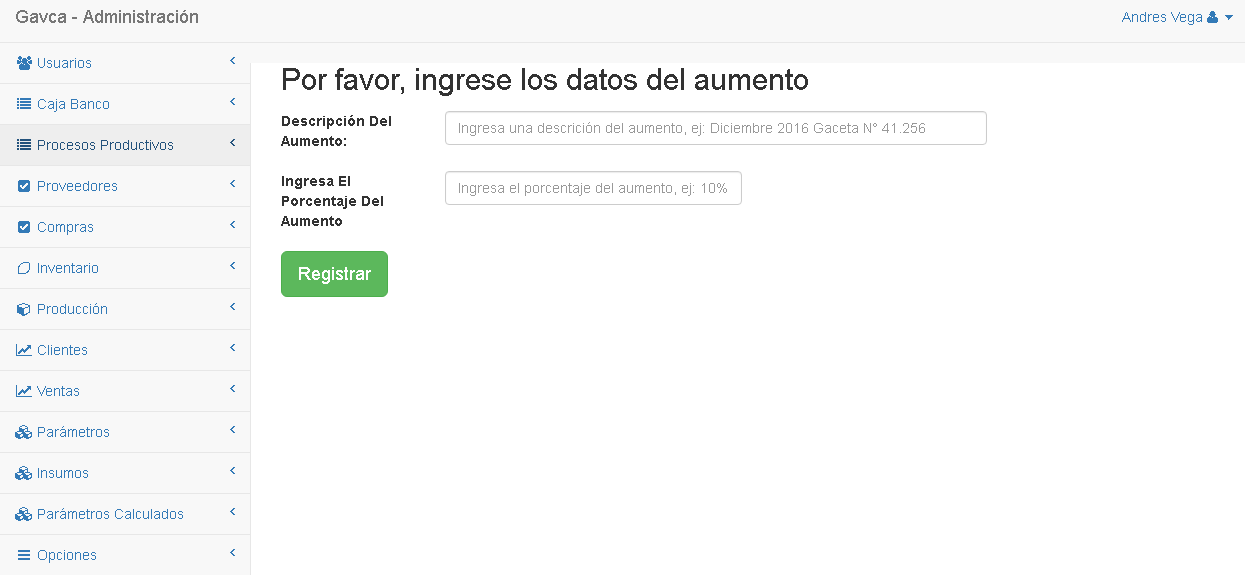 Gavca - Administración
Andres Vega
Usuarios
Caja Banco
Procesos Productivos
Proveedores
Compras
Inventario
Producción
Clientes
Ventas
Parámetros
Insumos
Parámetros Calculados
Opciones
Por favor, ingrese los datos del aumento
Descripción Del
Aumento:
Ingresa una descrición del aumento, ej: Diciembre 2016 Gaceta N° 41.256
Ingresa El
Porcentaje Del
Aumento
Ingresa el porcentaje del aumento, ej: 10%
Registrar